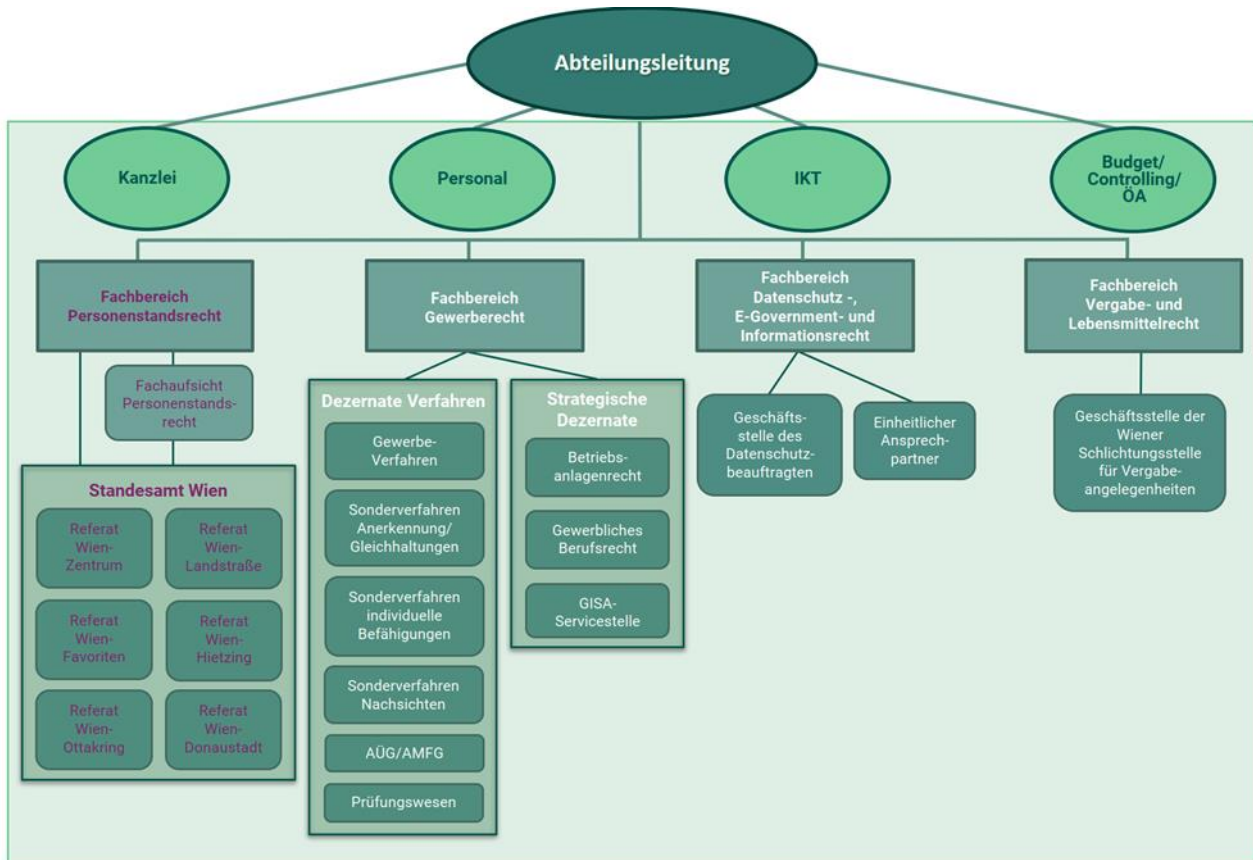 Abteilungsleitung
Kanzlei
Personal
IKT
Budget/
Controlling/
ÖA
Fachbereich
Personenstandsrecht
Fachbereich
Gewerberecht
Fachbereich
Datenschutz -,
E-Government- und
Informationsrecht
Fachbereich
Vergabe- und
Lebensmittelrecht
Fachaufsicht
Personenstands-
recht
Standesamt Wien
Referat
Wien-
Zentrum
Referat
Wien-
Landstraße
Referat
Wien-
Favoriten
Referat
Wien-
Hietzing
Referat
Wien-
Ottakring
Referat
Wien-
Donaustadt
Dezernate Verfahren
Gewerbe-
Verfahren
Sonderverfahren
Anerkennung/
Gleichhaltungen
Sonderverfahren
individuelle
Befähigungen
Sonderverfahren
Nachsichten
AÜG/AMFG
Prüfungswesen
Strategische
Dezernate
Betriebs-
anlagenrecht
Gewerbliches
Berufsrecht
GISA-
Servicestelle
Geschäfts-
stelle des
Datenschutz-
beauftragten
Einheitlicher
Ansprech-
partner
Geschäftsstelle der
Wiener
Schlichtungsstelle
für Vergabe-
angelegenheiten